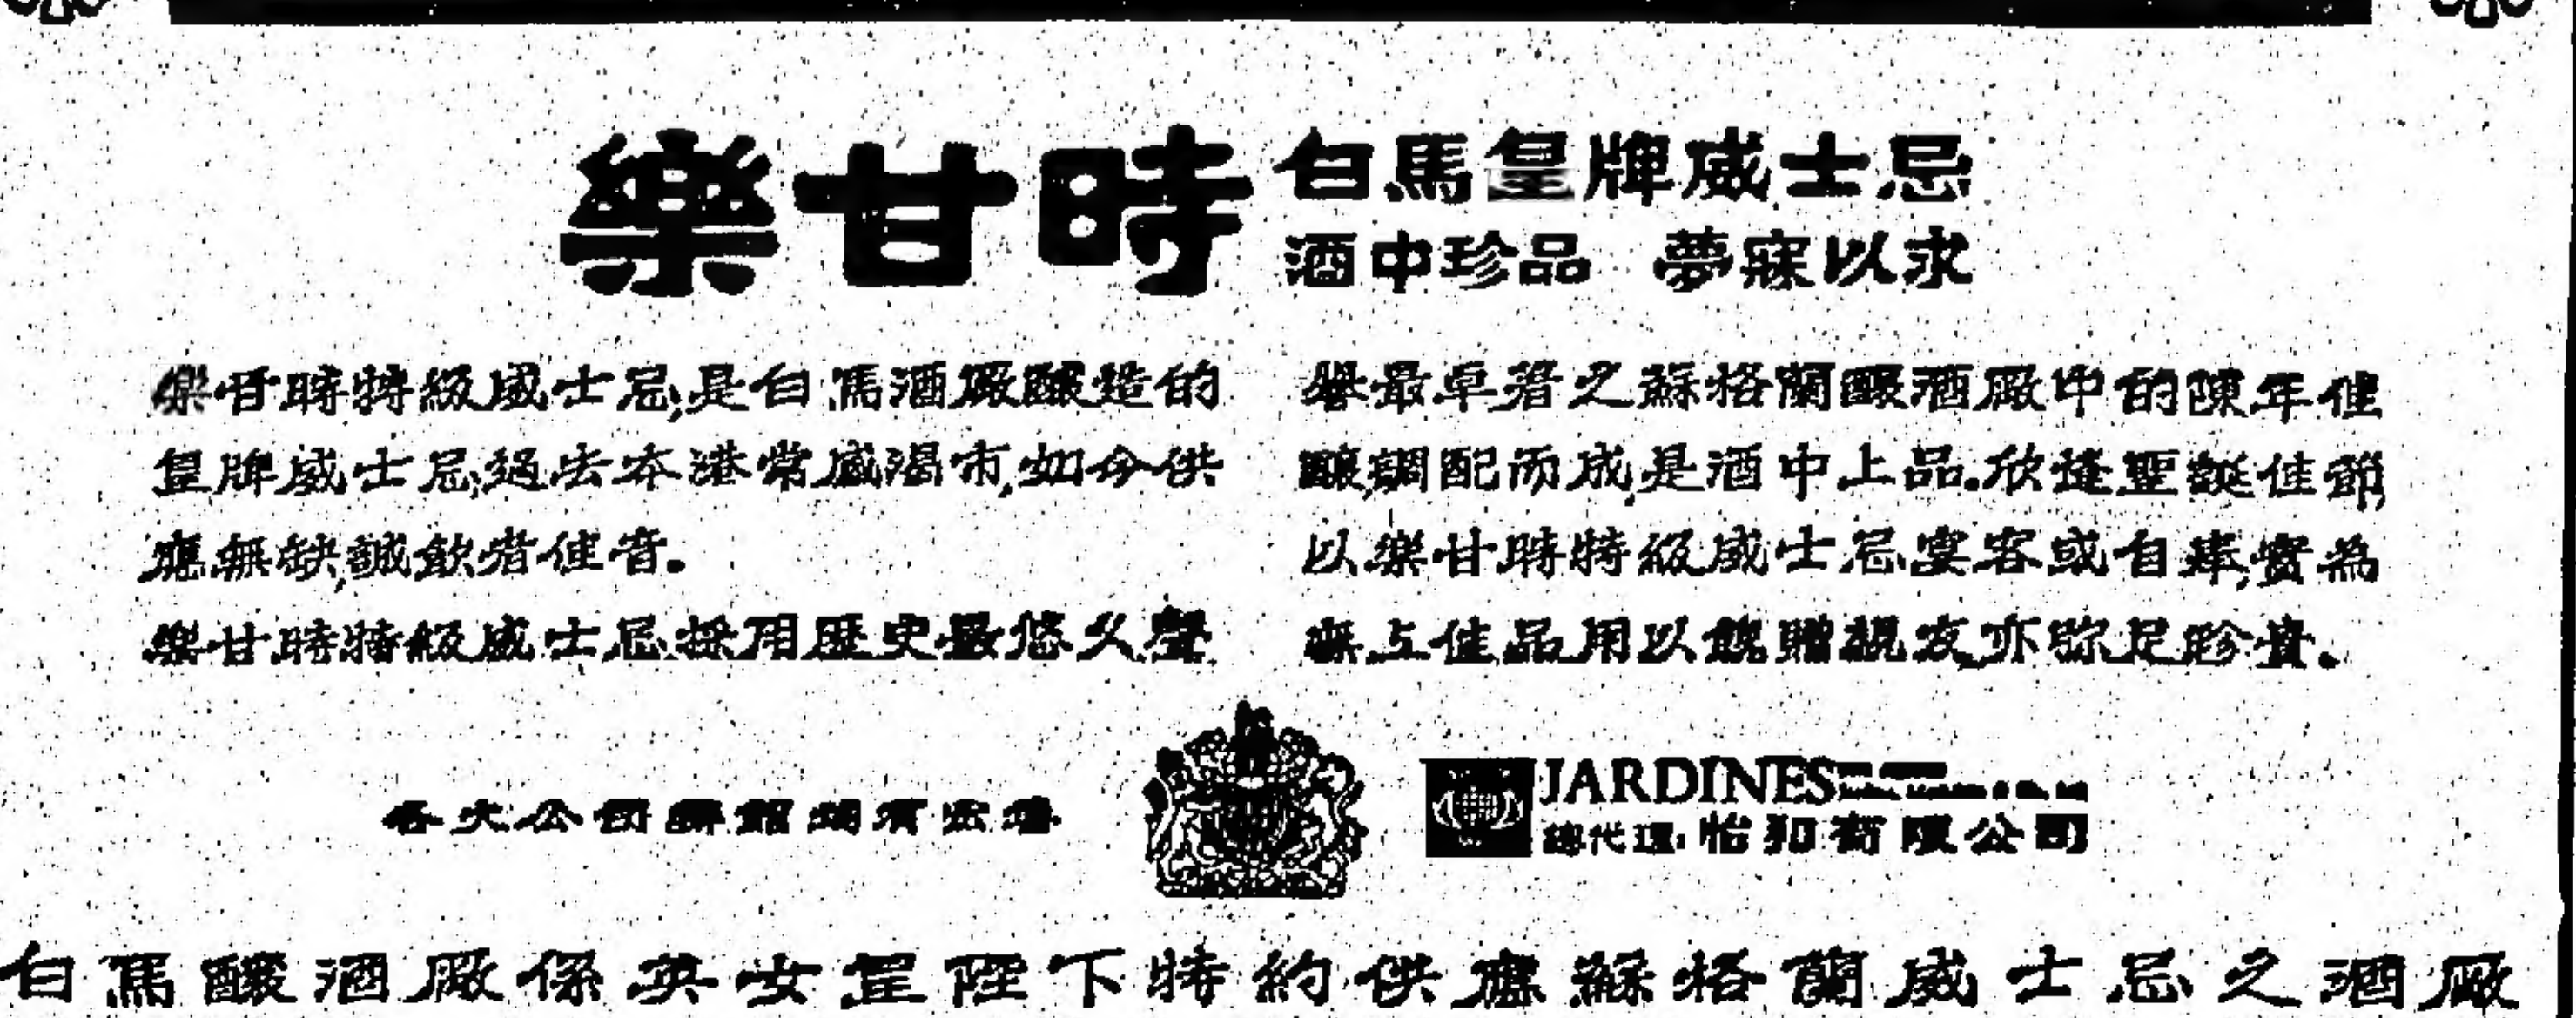 樂甘時
白馬皇牌威士忌
酒中珍品 夢寐以求
樂甘時特級威士忌,是白馬酒廠釀造的
皇牌威士忌,過去本港常感渴市,如今供
應無缺,誠飲者佳音。
樂甘時特級威士忌採用歷史最悠久聲
譽最卓著之蘇格蘭釀酒廠中的陳年佳
釀,調配而成,是酒中上品。欣逢聖誕佳節,
以樂甘時特級威士忌宴客或自奉,實為
無上佳品,用以餽贈親友,亦彌足珍貴。
各大公司辦館均有出售
JARDINES
總代理:怡和有限公司
白馬釀酒廠係英女皇陛下特約供應蘇格蘭威士忌之酒廠